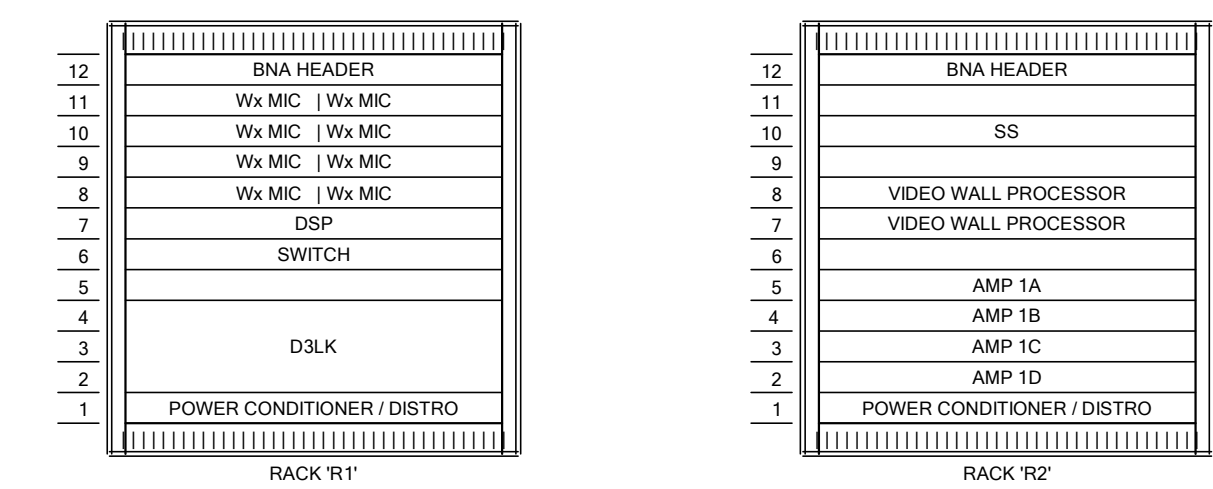 12 BNA HEADER
11 Wx MIC | Wx MIC
10 Wx MIC | Wx MIC
9 Wx MIC | Wx MIC
8 Wx MIC | Wx MIC
7 DSP
6 SWITCH
5
4
3 D3LK
2
1 POWER CONDITIONER / DISTRO
RACK 'R1'
12 BNA HEADER
11
10 SS
9
8 VIDEO WALL PROCESSOR
7 VIDEO WALL PROCESSOR
6
5 AMP 1A
4 AMP 1B
3 AMP 1C
2 AMP 1D
1 POWER CONDITIONER / DISTRO
RACK 'R2'